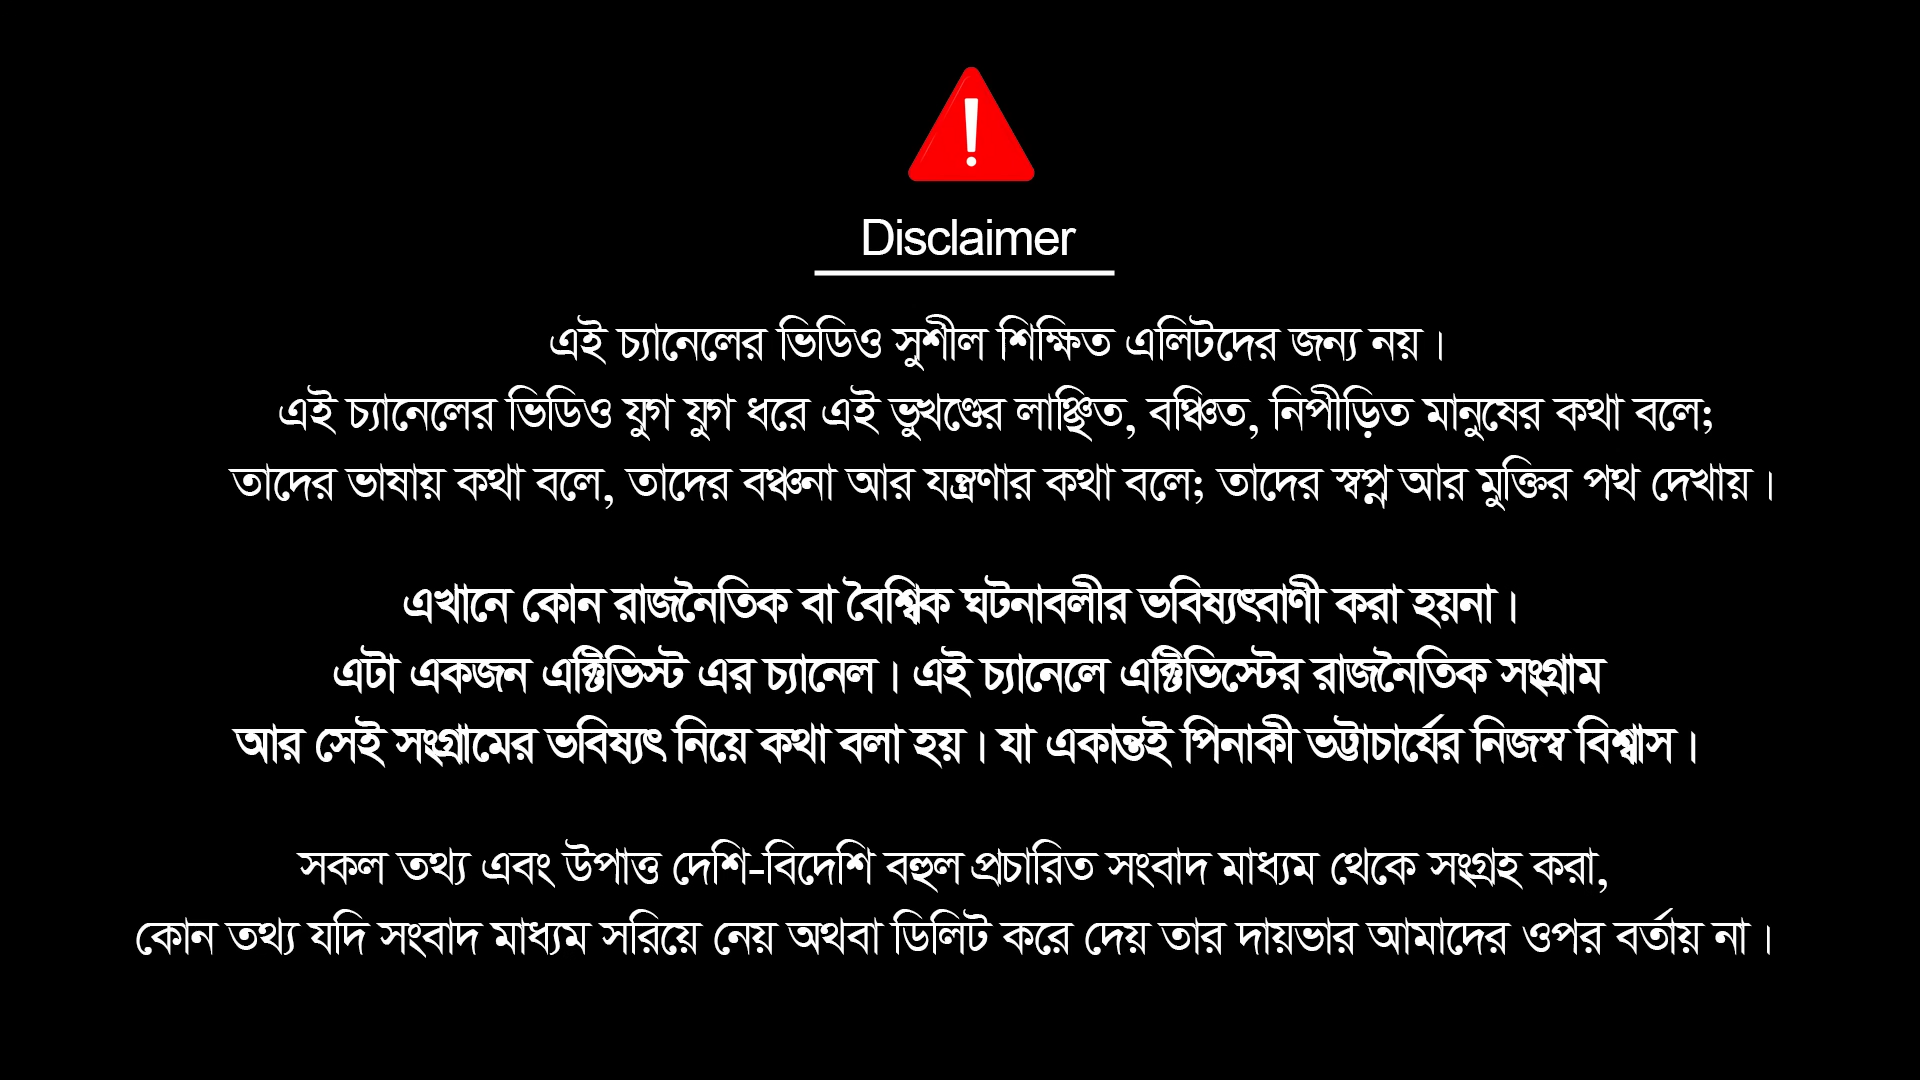 Disclaimer
এই চ্যানেলের ভিডিও সুশীল শিক্ষিত এলিটদের জন্য নয়।
এই চ্যানেলের ভিডিও যুগ যুগ ধরে এই ভুখণ্ডের লাঞ্ছিত, বঞ্চিত, নিপীড়িত মানুষের কথা বলে;
তাদের ভাষায় কথা বলে, তাদের বঞ্চনা আর যন্ত্রণার কথা বলে; তাদের স্বপ্ন আর মুক্তির পথ দেখায়।
এখানে কোন রাজনৈতিক বা বৈশ্বিক ঘটনাবলীর ভবিষ্যৎবাণী করা হয়না।
এটা একজন এক্টিভিস্ট এর চ্যানেল। এই চ্যানেলে এক্টিভিস্টের রাজনৈতিক সংগ্রাম
আর সেই সংগ্রামের ভবিষ্যৎ নিয়ে কথা বলা হয়। যা একান্তই পিনাকী ভট্টাচার্যের নিজস্ব বিশ্বাস।
সকল তথ্য এবং উপাত্ত দেশি-বিদেশি বহুল প্রচারিত সংবাদ মাধ্যম থেকে সংগ্রহ করা,
কোন তথ্য যদি সংবাদ মাধ্যম সরিয়ে নেয় অথবা ডিলিট করে দেয় তার দায়ভার আমাদের ওপর বর্তায় না।